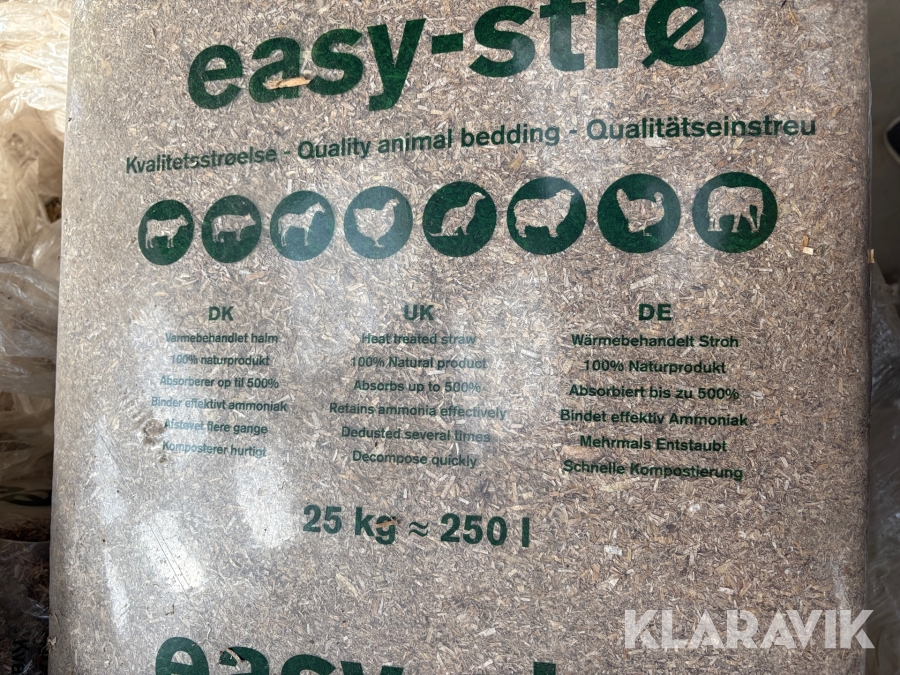 easy-strø
Kvalitetsstrøelse - Quality animal bedding - Qualitätseinstreu
DK
Varmebehandlet halm
100% naturprodukt
Absorberer op til 500%
Binder effektivt ammoniak
Afstøvet flere gange
Komposterer hurtigt
UK
Heat treated straw
100% Natural product
Absorbs up to 500%
Retains ammonia effectively
Dedusted several times
Decompose quickly
DE
Wärmebehandelt Stroh
100% Naturprodukt
Absorbiert bis zu 500%
Bindet effektiv Ammoniak
Mehrmals Entstaubt
Schnelle Kompostierung
25 kg ≈ 250 l
KLARAVIK
easy